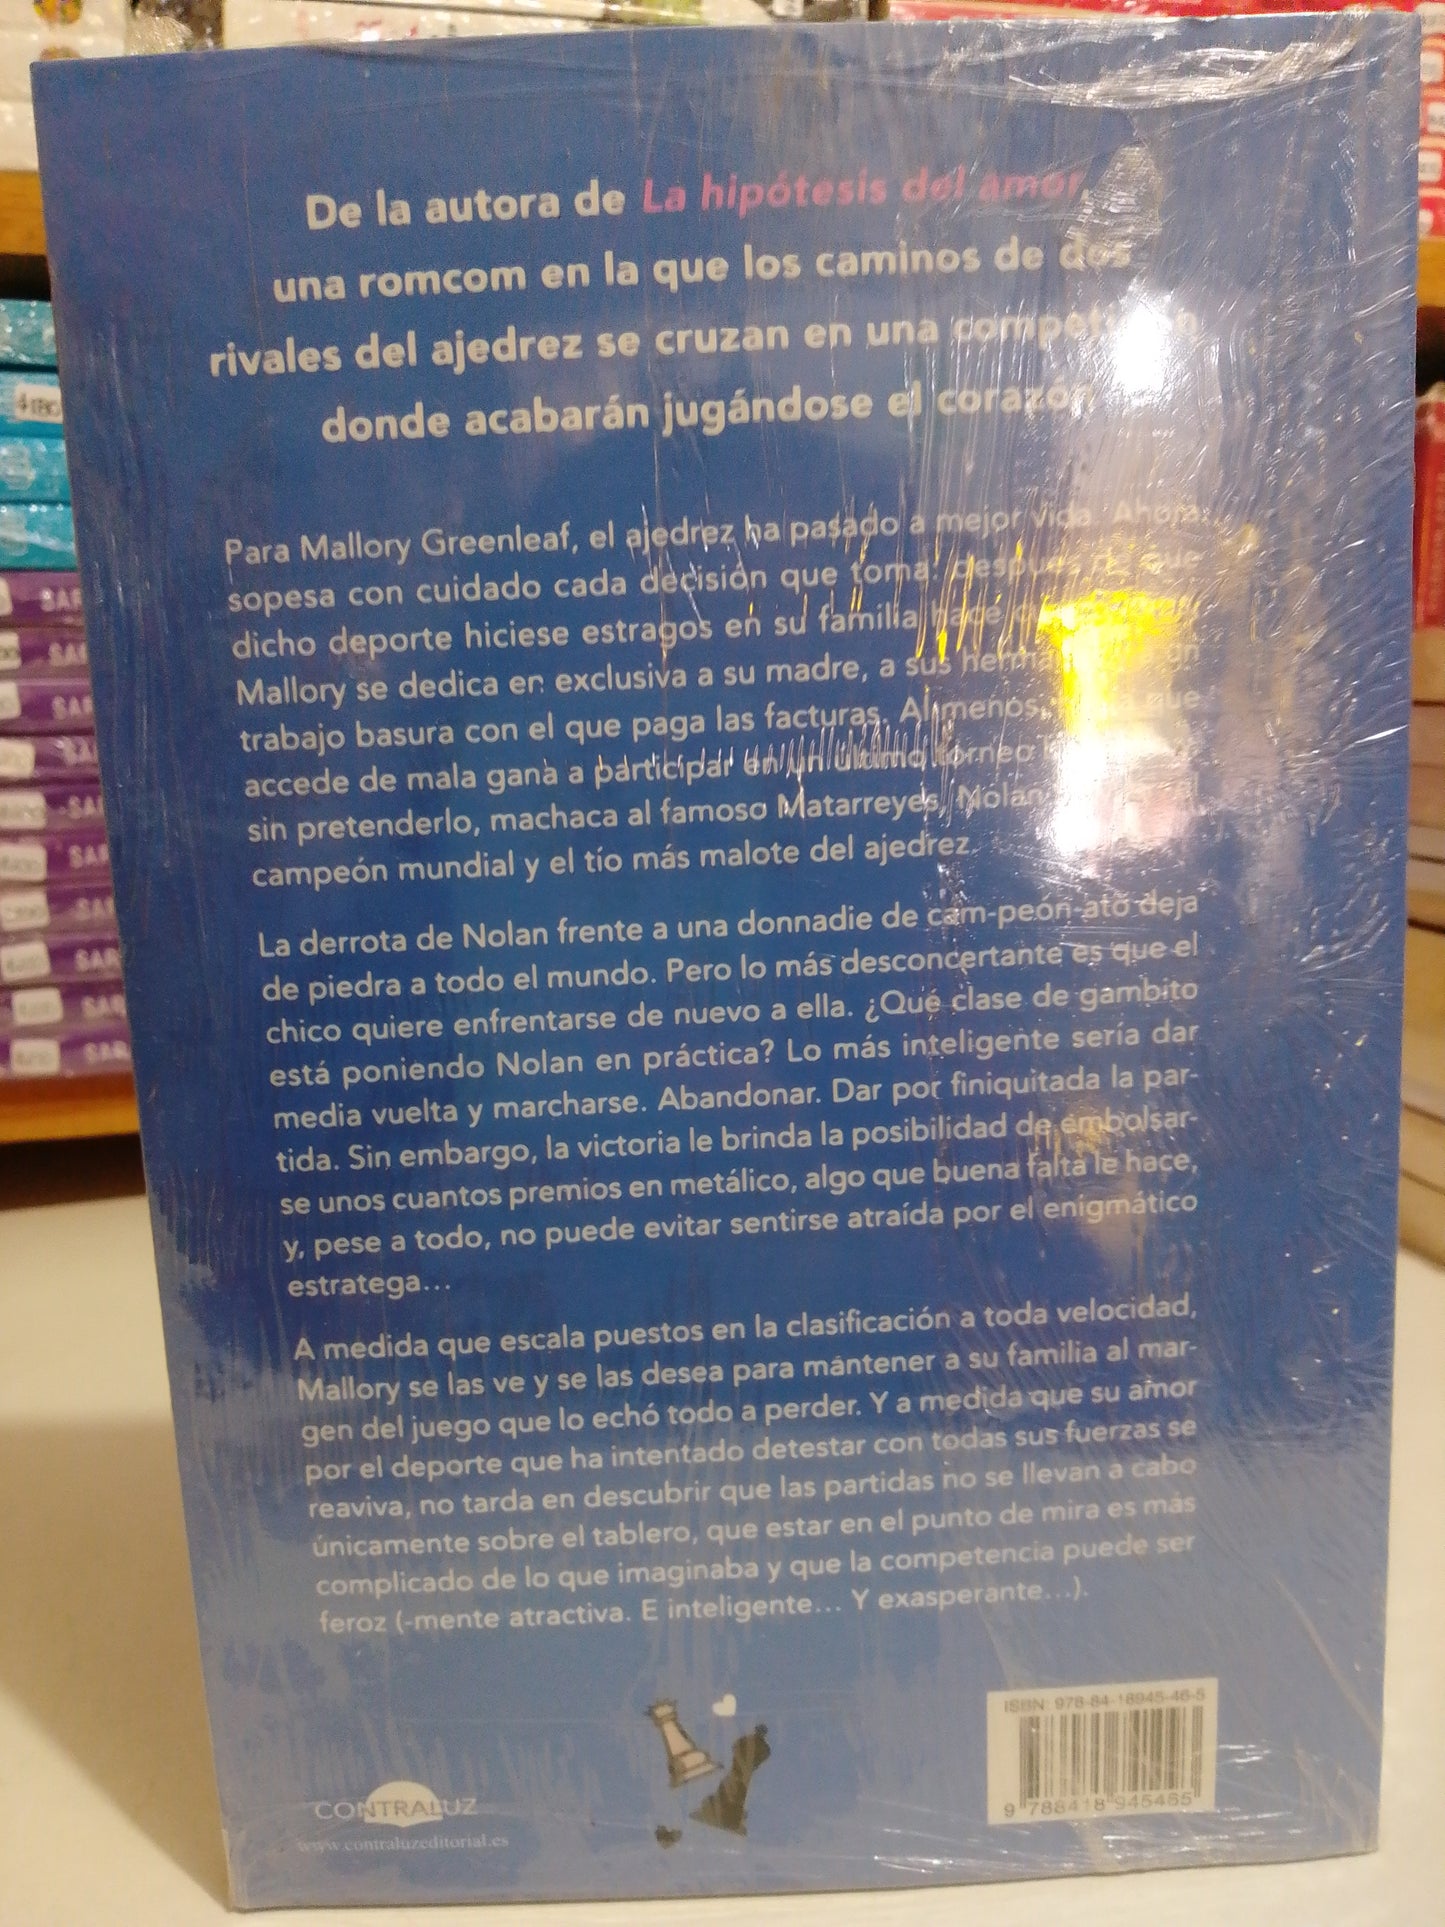 De la autora de La hipótesis del amor,
una romcom en la que los caminos de dos
rivales del ajedrez se cruzan en una
donde acabarán jugándose el corazón
Para Mallory Greenleaf, el ajedrez ha pasado a mejor vida. Ahora
sopesa con cuidado cada decisión que toma: después de que
dicho deporte hiciese estragos en su familia hace
Mallory se dedica en exclusiva a su madre, a sus
trabajo basura con el que paga las facturas. Al menos, que
accede de mala gana a participar en un último torneo
sin pretenderlo, machaca al famoso Matarreyes, Nolan
campeón mundial y el tío más malote del ajedrez.
La derrota de Nolan frente a una donnadie de cam-peón-ato deja
de piedra a todo el mundo. Pero lo más desconcertante es que el
chico quiere enfrentarse de nuevo a ella. ¿Qué clase de gambito
está poniendo Nolan en práctica? Lo más inteligente sería dar
media vuelta y marcharse. Abandonar. Dar por finiquitada la par-
tida. Sin embargo, la victoria le brinda la posibilidad de embolsar-
se unos cuantos premios en metálico, algo que buena falta le hace,
y, pese a todo, no puede evitar sentirse atraída por el enigmático
estratega...
A medida que escala puestos en la clasificación a toda velocidad,
Mallory se las ve y se las desea para mantener a su familia al mar-
gen del juego que lo echó todo a perder. Y a medida que su amor
por el deporte que ha intentado detestar con todas sus fuerzas se
reaviva, no tarda en descubrir que las partidas no se llevan a cabo
únicamente sobre el tablero, que estar en el punto de mira es más
complicado de lo que imaginaba y que la competencia puede ser
feroz (-mente atractiva. E inteligente... Y exasperante...).
ISBN: 978-84-18945-46-5
9 788418 945465
CONTRALUZ
www.contraluzeditorial.es